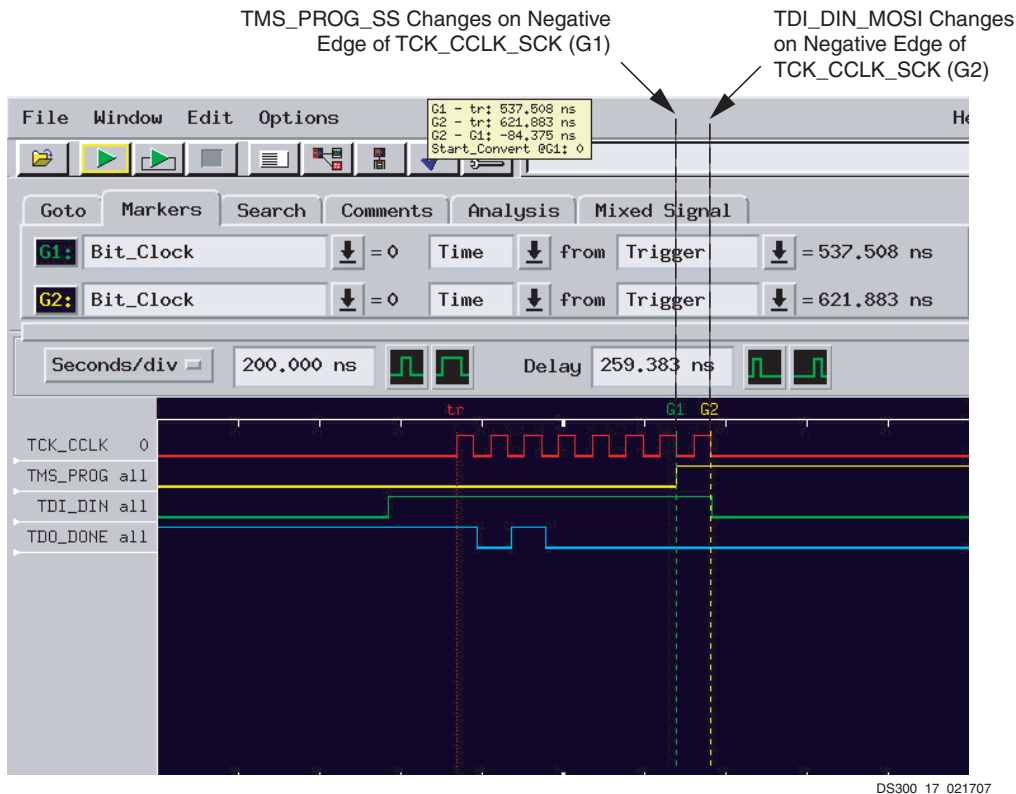 TMS_PROG_SS Changes on Negative
Edge of TCK_CCLK_SCK (G1)
TDI_DIN_MOSI Changes
on Negative Edge of
TCK_CCLK_SCK (G2)
File Window Edit Options
G1 - tr: 537.508 ns
G2 - tr: 621.883 ns
G2 - G1: -84.375 ns
Start_Convert @G1: 0
Goto Markers Search Comments Analysis Mixed Signal
G1: Bit_Clock = 0 Time from Trigger = 537.508 ns
G2: Bit_Clock = 0 Time from Trigger = 621.883 ns
Seconds/div 200.000 ns Delay 259.383 ns
tr G1 G2
TCK_CCLK 0
TMS_PROG all
TDI_DIN all
TDO_DONE all
DS300_17_021707